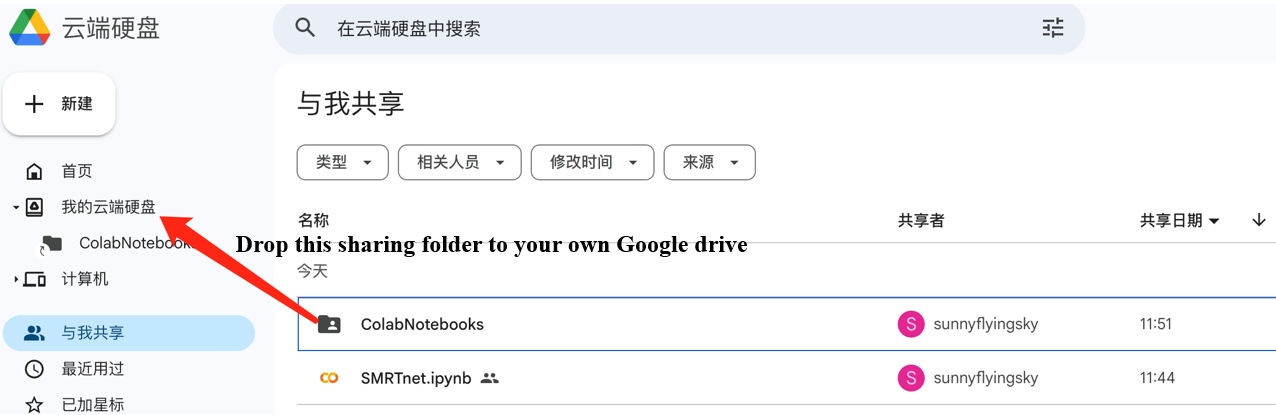 云端硬盘
在云端硬盘中搜索
新建
与我共享
类型
相关人员
修改时间
来源
首页
我的云端硬盘
ColabNotebooks
计算机
与我共享
最近用过
已加星标
名称
共享者
共享日期
Drop this sharing folder to your own Google drive
今天
ColabNotebooks
S
sunnyflyingsky
11:51
CO
SMRTnet.ipynb
S
sunnyflyingsky
11:44